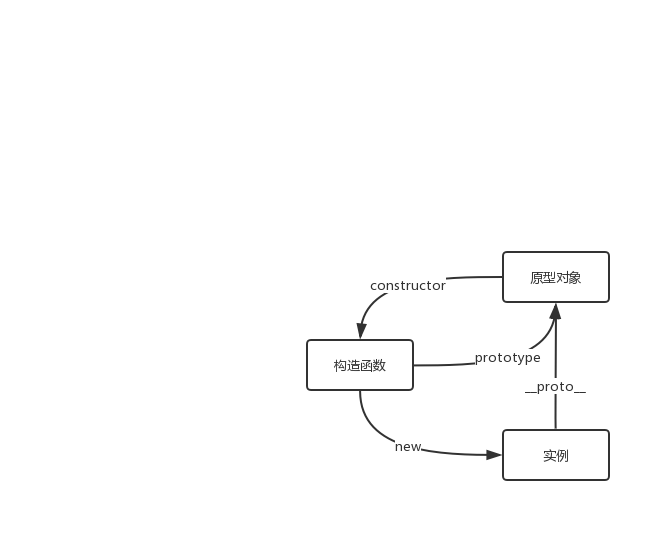 原型对象
constructor
prototype
构造函数
__proto__
new
实例